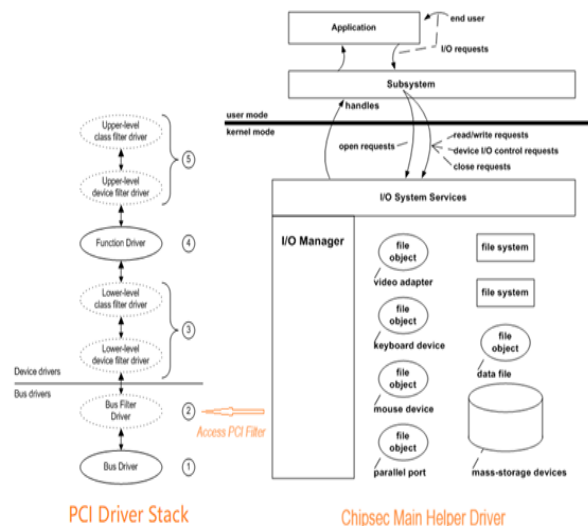 Upper-level
class filter driver
Upper-level
device filter driver
5
Function Driver
4
Lower-level
class filter driver
Lower-level
device filter driver
3
Device drivers
Bus drivers
Bus Filter
Driver
2
Bus Driver
1
PCI Driver Stack
Access PCI Filter
Application
end user
I/O requests
Subsystem
handles
user mode
kernel mode
open requests
read/write requests
device I/O control requests
close requests
I/O System Services
I/O Manager
file
object
video adapter
file
object
keyboard device
file
object
mouse device
file
object
parallel port
file system
file system
file
object
data file
mass-storage devices
Chipsec Main Helper Driver